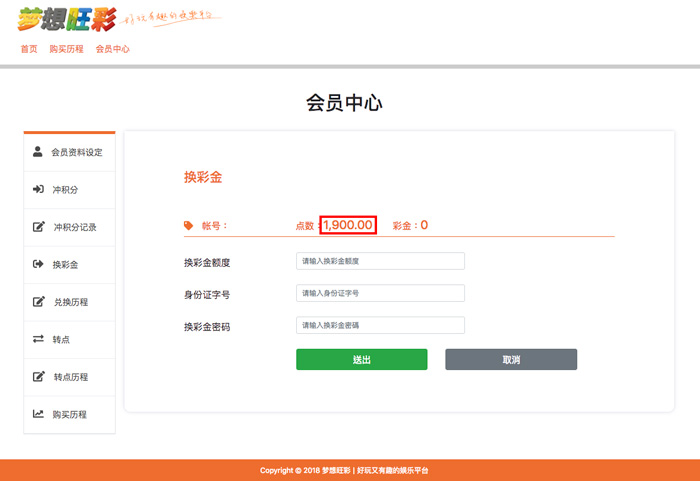 梦想旺彩 好玩有趣的娱乐平台
首页 购买历程 会员中心
会员中心
会员资料设定
冲积分
冲积分记录
换彩金
兑换历程
转点
转点历程
购买历程
换彩金
帐号： 点数：1,900.00 彩金：0
换彩金额度 请输入换彩金额度
身份证字号 请输入身份证字号
换彩金密码 请输入换彩金密碼
送出 取消
Copyright © 2018 梦想旺彩 | 好玩又有趣的娱乐平台